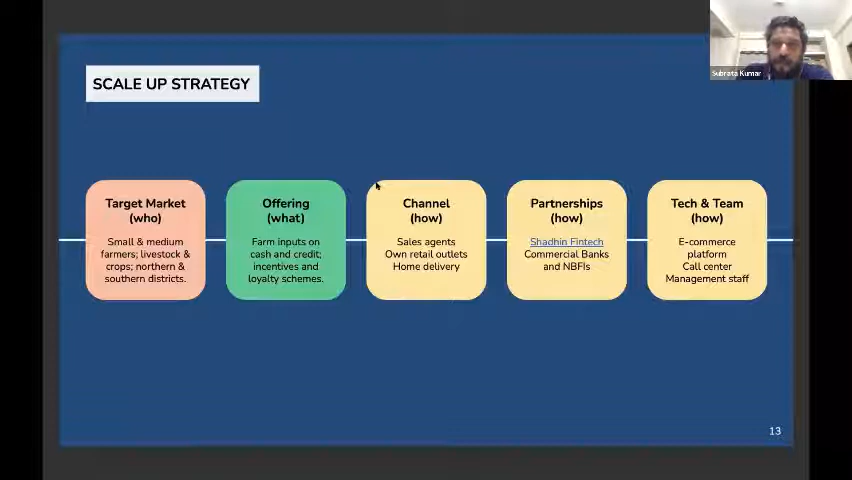 Subrata Kumar
SCALE UP STRATEGY
Target Market
(who)
Small & medium
farmers; livestock &
crops; northern &
southern districts.
Offering
(what)
Farm inputs on
cash and credit;
incentives and
loyalty schemes.
Channel
(how)
Sales agents
Own retail outlets
Home delivery
Partnerships
(how)
Shadhin Fintech
Commercial Banks
and NBFIs
Tech & Team
(how)
E-commerce
platform
Call center
Management staff
13